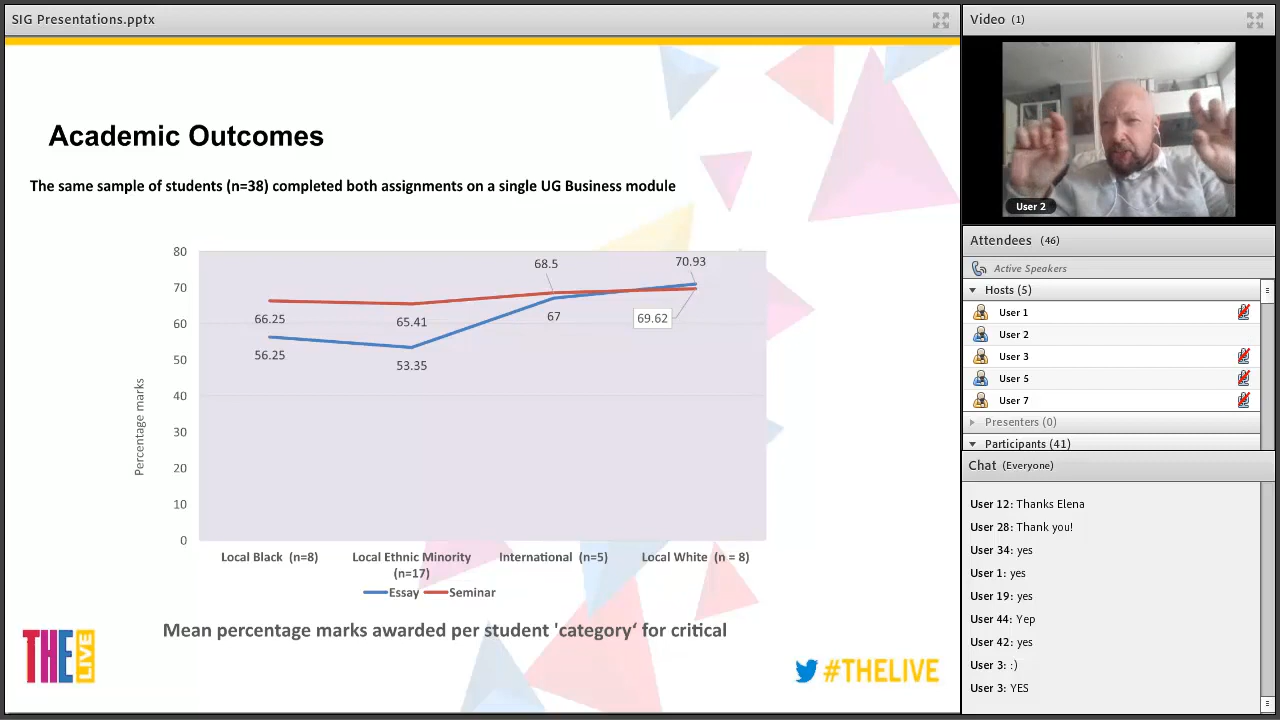 SIG Presentations.pptx
Academic Outcomes
The same sample of students (n=38) completed both assignments on a single UG Business module
80
70
60
50
40
30
20
10
0
Percentage marks
66.25
56.25
65.41
53.35
68.5
67
70.93
69.62
Local Black (n=8)
Local Ethnic Minority
(n=17)
International (n=5)
Local White (n = 8)
Essay
Seminar
Mean percentage marks awarded per student 'category‘ for critical
THE LIVE
#THELIVE
Video (1)
User 2
Attendees (46)
Active Speakers
Hosts (5)
User 1
User 2
User 3
User 5
User 7
Presenters (0)
Participants (41)
Chat (Everyone)
User 12: Thanks Elena
User 28: Thank you!
User 34: yes
User 1: yes
User 19: yes
User 44: Yep
User 42: yes
User 3: :)
User 3: YES